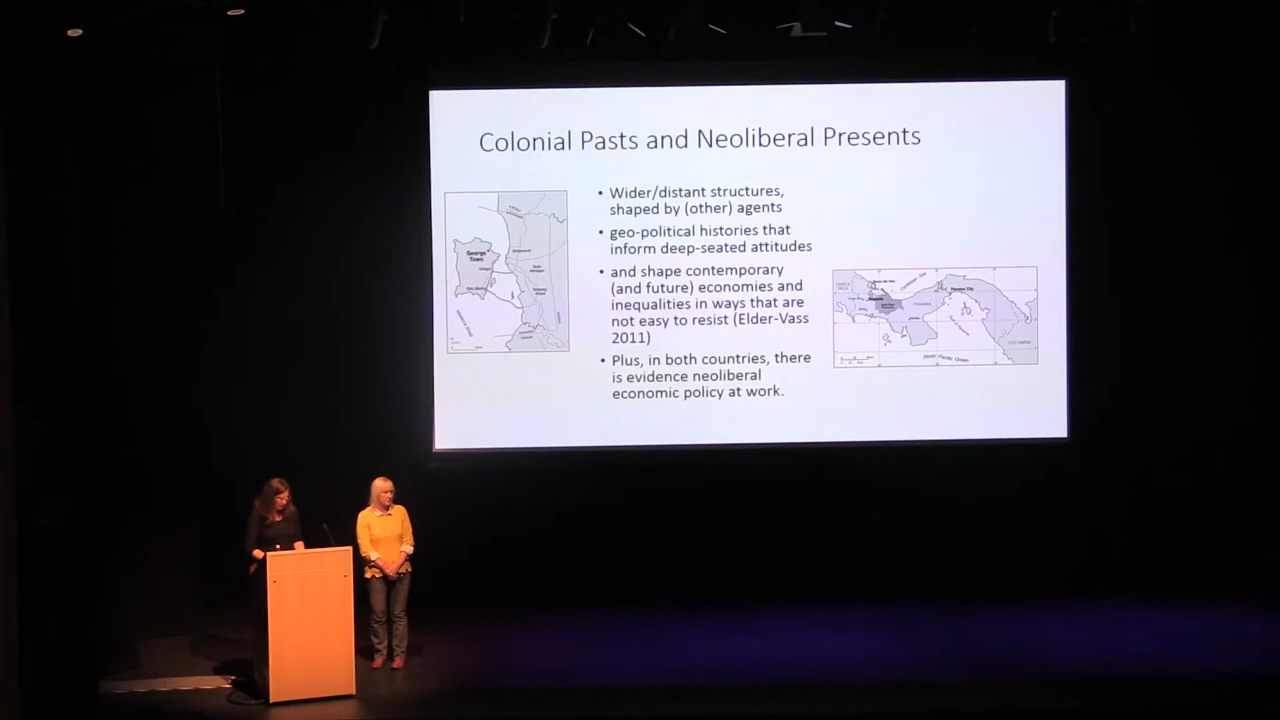 Colonial Pasts and Neoliberal Presents
• Wider/distant structures,
shaped by (other) agents
• geo-political histories that
inform deep-seated attitudes
• and shape contemporary
(and future) economies and
inequalities in ways that are
not easy to resist (Elder-Vass
2011)
• Plus, in both countries, there
is evidence neoliberal
economic policy at work.
George
Town
COSTA
RICA
Panama City
COLOMBIA
North Pacific Ocean